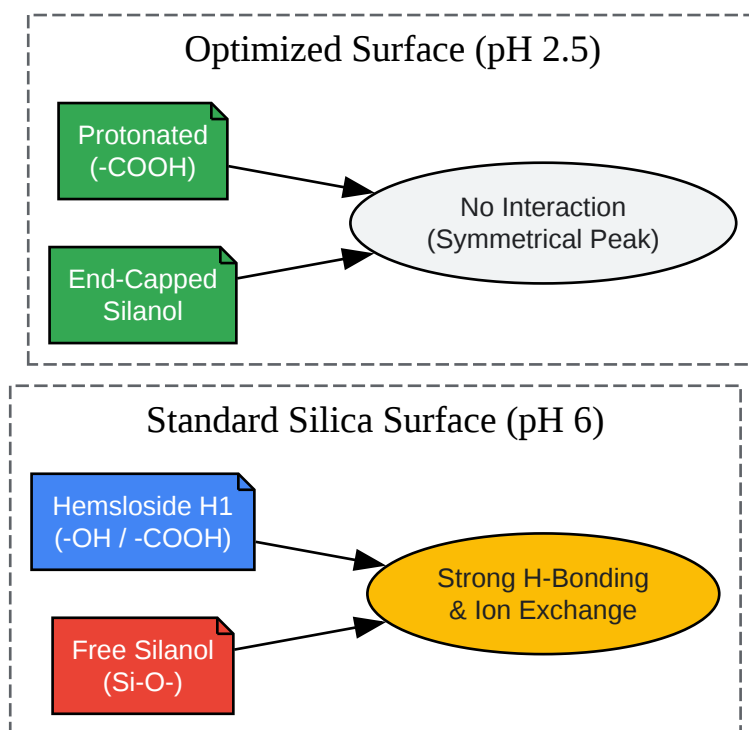 Optimized Surface (pH 2.5)
Protonated
(-COOH)
No Interaction
(Symmetrical Peak)
End-Capped
Silanol
Standard Silica Surface (pH 6)
Hemsloside H1
(-OH / -COOH)
Strong H-Bonding
& Ion Exchange
Free Silanol
(Si-O-)